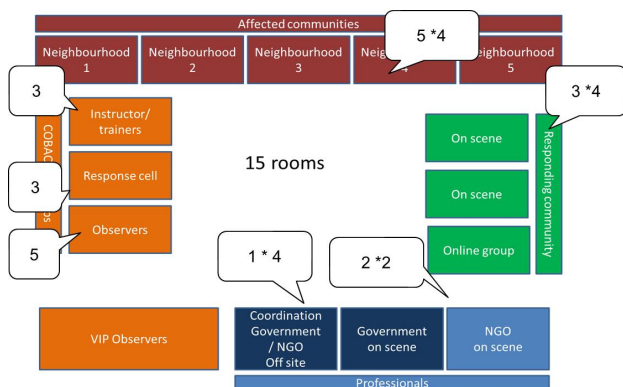 Affected communities
5 *4
Neighbourhood
1
Neighbourhood
2
Neighbourhood
3
Neighbourhood
5
3
Instructor/
trainers
3 *4
On scene
Responding community
15 rooms
3
Response cell
On scene
5
Observers
Online group
1 * 4
2 *2
VIP Observers
Coordination
Government
/ NGO
Off site
Government
on scene
NGO
on scene
Professionals